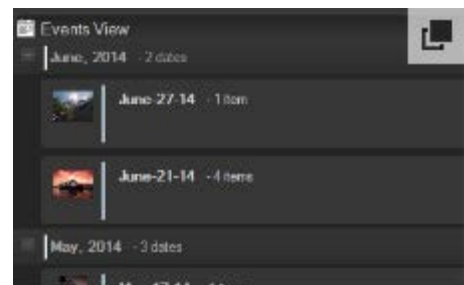 Events View
June, 2014 - 2 dates
June-27-14 - 1 item
June-21-14 - 4 items
May, 2014 - 3 dates